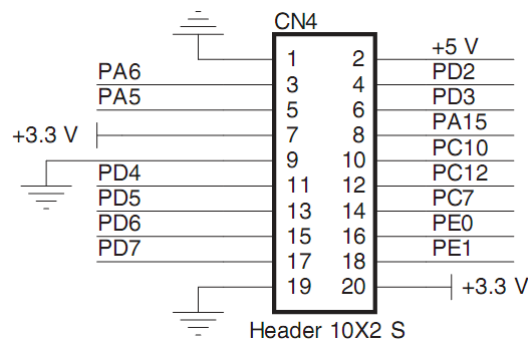 CN4
1 2 +5 V
PA6 3 4 PD2
PA5 5 6 PD3
+3.3 V 7 8 PA15
9 10 PC10
PD4 11 12 PC12
PD5 13 14 PC7
PD6 15 16 PE0
PD7 17 18 PE1
19 20 +3.3 V
Header 10X2 S